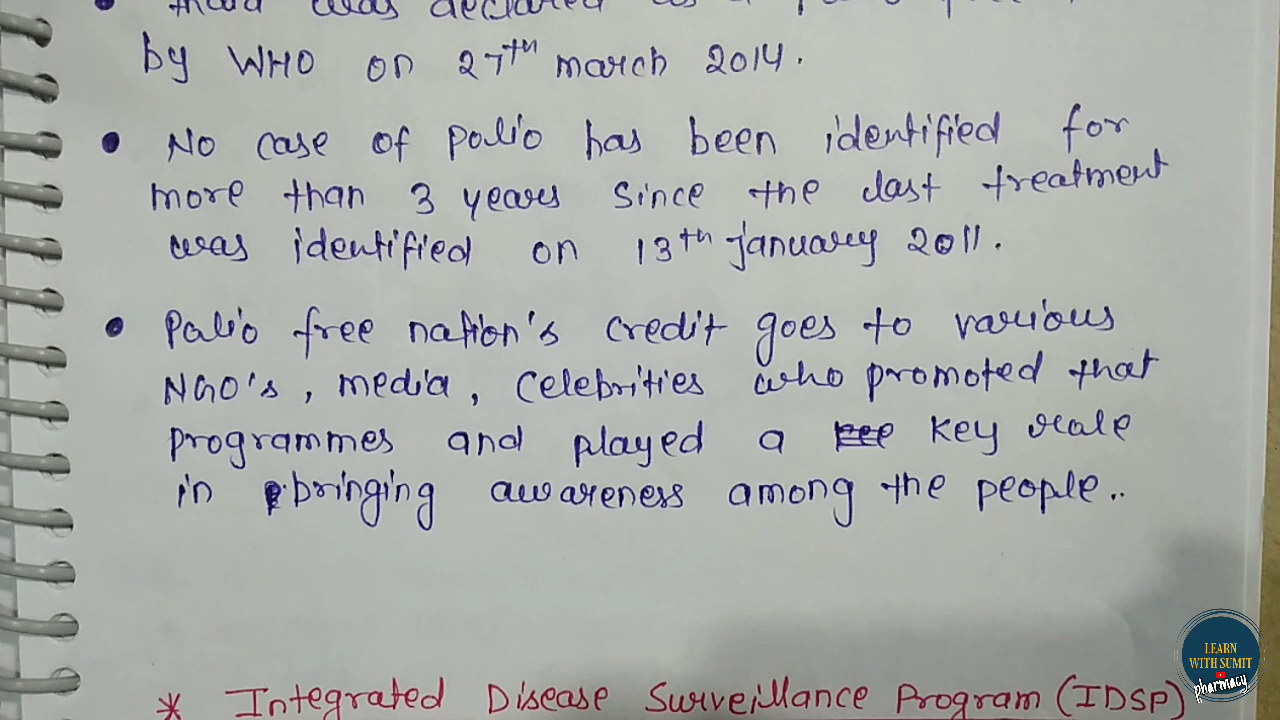 was declared
by WHO on 27th march 2014.
• No case of polio has been identified for
more than 3 years since the last treatment
was identified on 13th january 2011.
• Polio free nation's credit goes to various
NGO's, media, celebrities who promoted that
programmes and played a key role
in bringing awareness among the people..
* Integrated Disease Surveillance Program (IDSP)
LEARN
WITH SUMIT
pharmacy